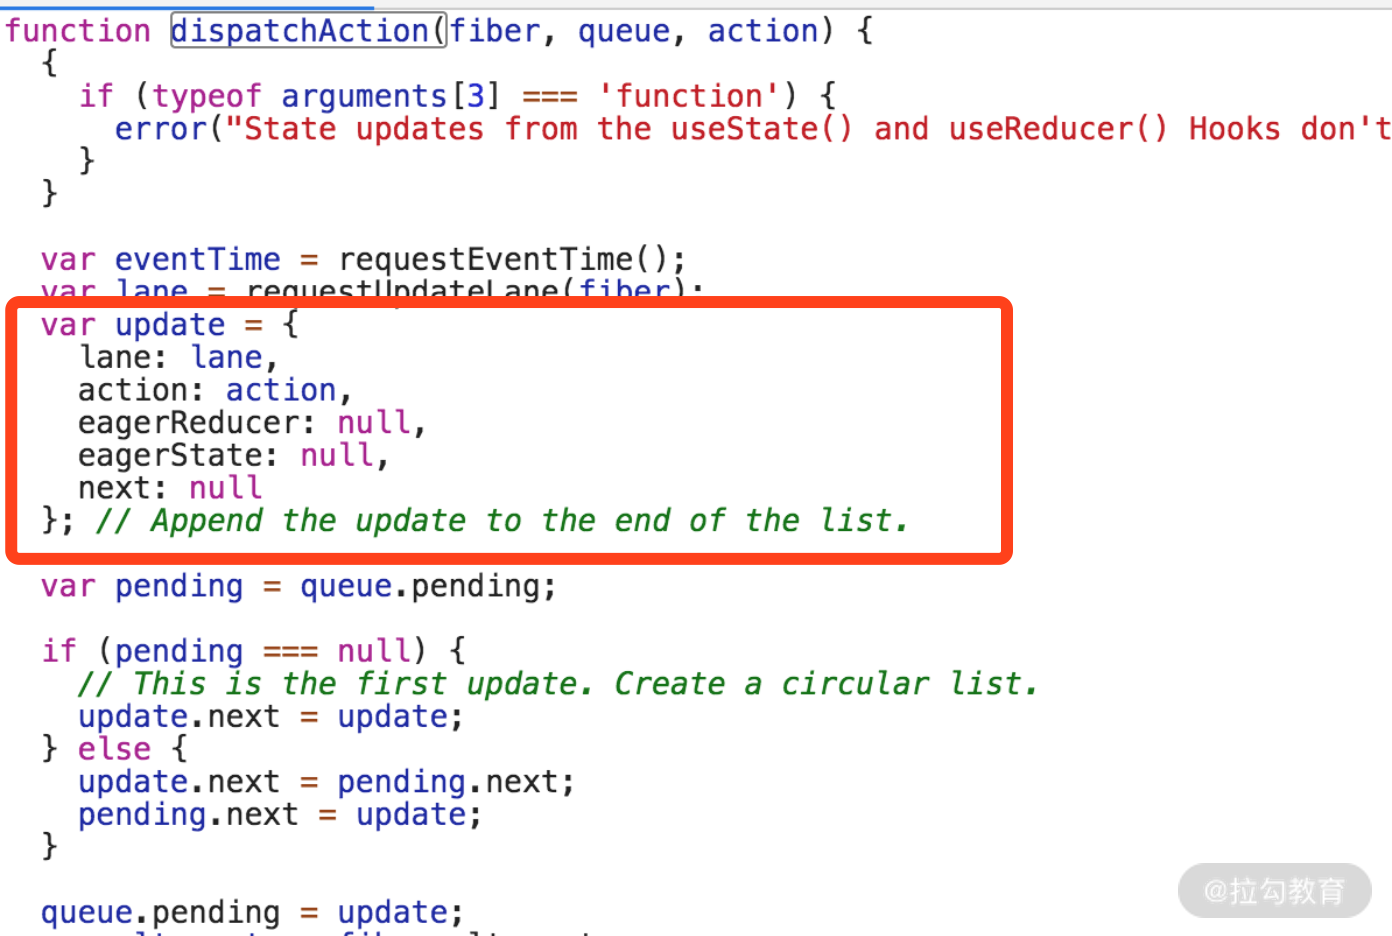 function dispatchAction(fiber, queue, action) {
  {
    if (typeof arguments[3] === 'function') {
      error("State updates from the useState() and useReducer() Hooks don't
    }
  }

  var eventTime = requestEventTime();
  var lane = requestUpdateLane(fiber);
  var update = {
    lane: lane,
    action: action,
    eagerReducer: null,
    eagerState: null,
    next: null
  }; // Append the update to the end of the list.

  var pending = queue.pending;

  if (pending === null) {
    // This is the first update. Create a circular list.
    update.next = update;
  } else {
    update.next = pending.next;
    pending.next = update;
  }

  queue.pending = update;
@拉勾教育